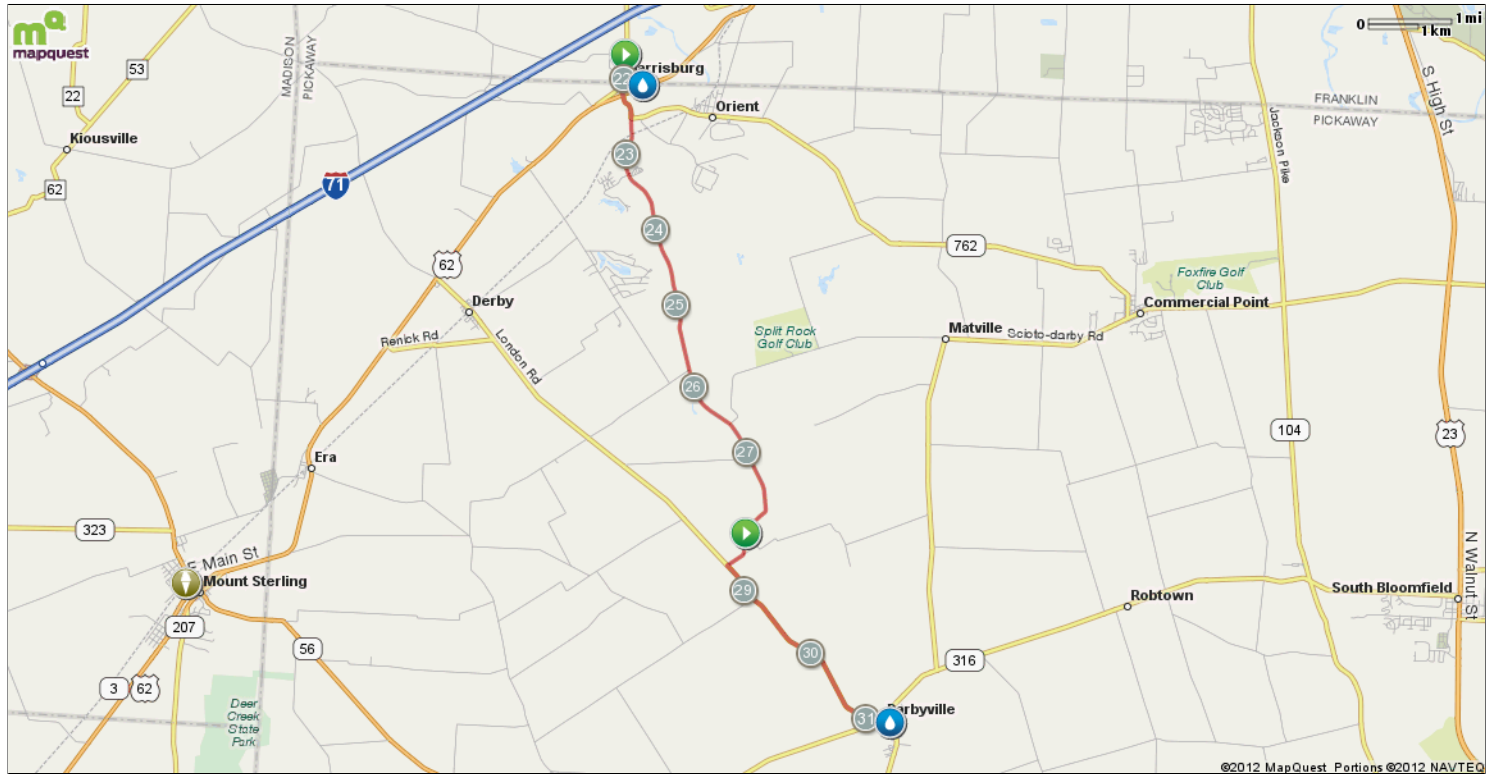 mapquest
0 1 mi
1 km
53
22
MADISON
PICKAWAY
22
Harrisburg
S High St
Orient
FRANKLIN
PICKAWAY
Jackson Pike
Kiousville
23
62
71
24
762
62
Foxfire Golf
Club
Derby
25
Commercial Point
Split Rock
Golf Club
Matville
Scioto-darby Rd
Renick Rd
London Rd
26
104
23
27
Era
323
E Main St
N Walnut St
Mount Sterling
29
South Bloomfield
Robtown
207
56
30
316
3
62
Deer
Creek
State
Park
31
Darbyville
©2012 MapQuest Portions ©2012 NAVTEQ